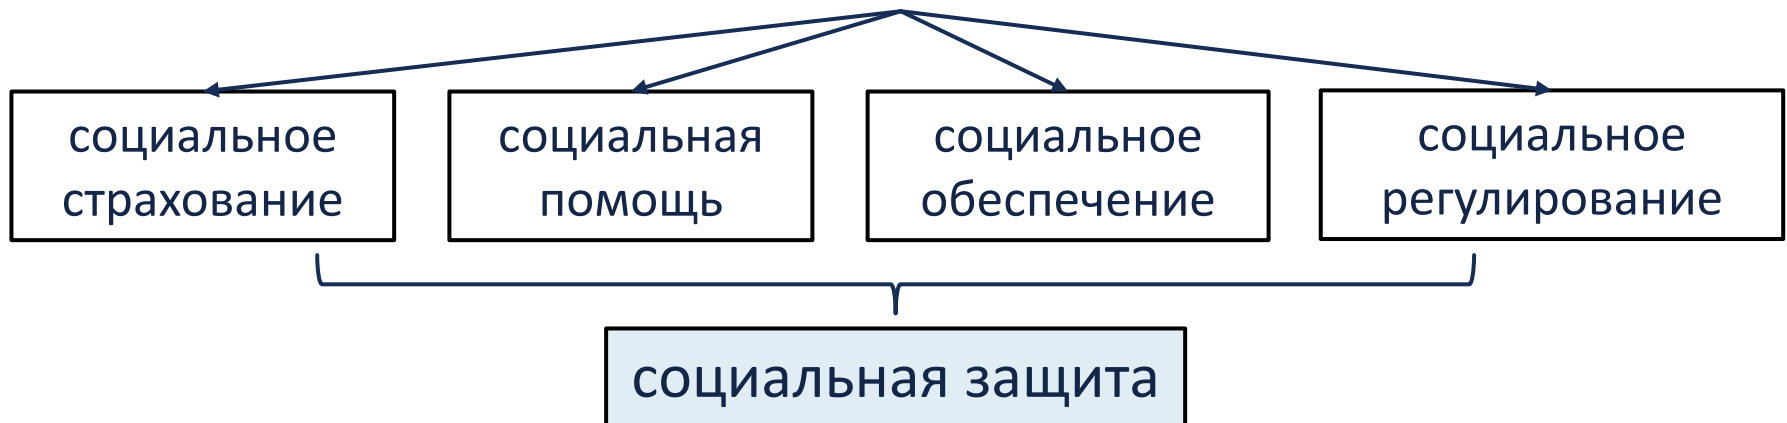 социальное
страхование
социальная
помощь
социальное
обеспечение
социальное
регулирование
социальная защита